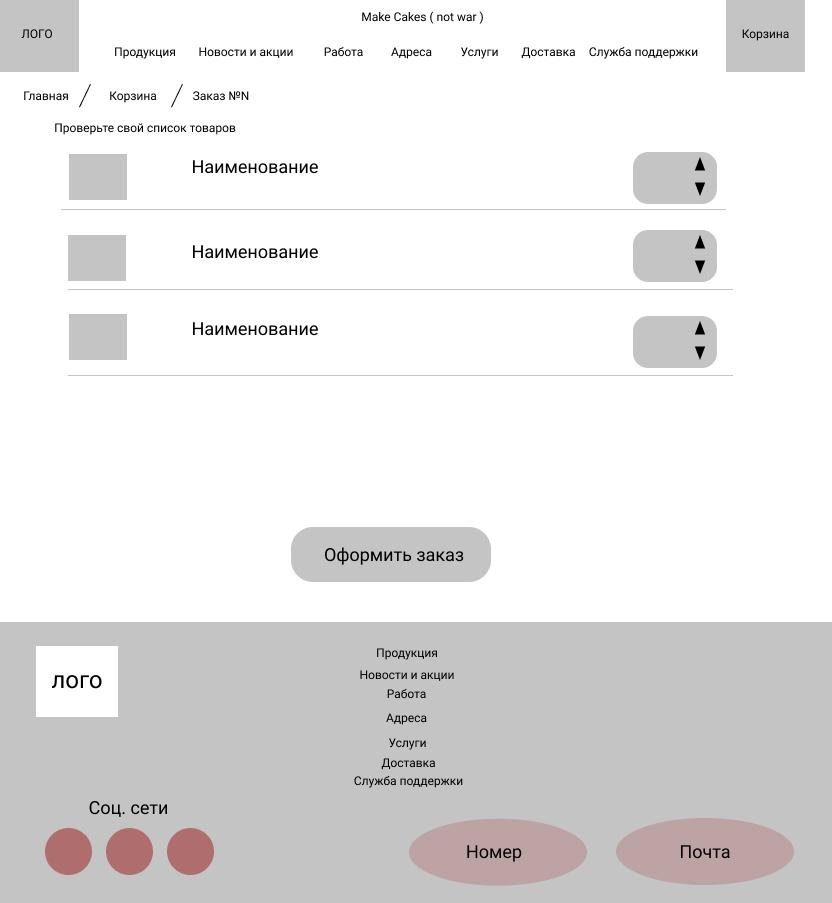 ЛОГО
Make Cakes ( not war )
Корзина
Продукция Новости и акции Работа Адреса Услуги Доставка Служба поддержки
Главная / Корзина / Заказ №N
Проверьте свой список товаров
Наименование
Наименование
Наименование
Оформить заказ
ЛОГО
Продукция
Новости и акции
Работа
Адреса
Услуги
Доставка
Служба поддержки
Соц. сети
Номер
Почта